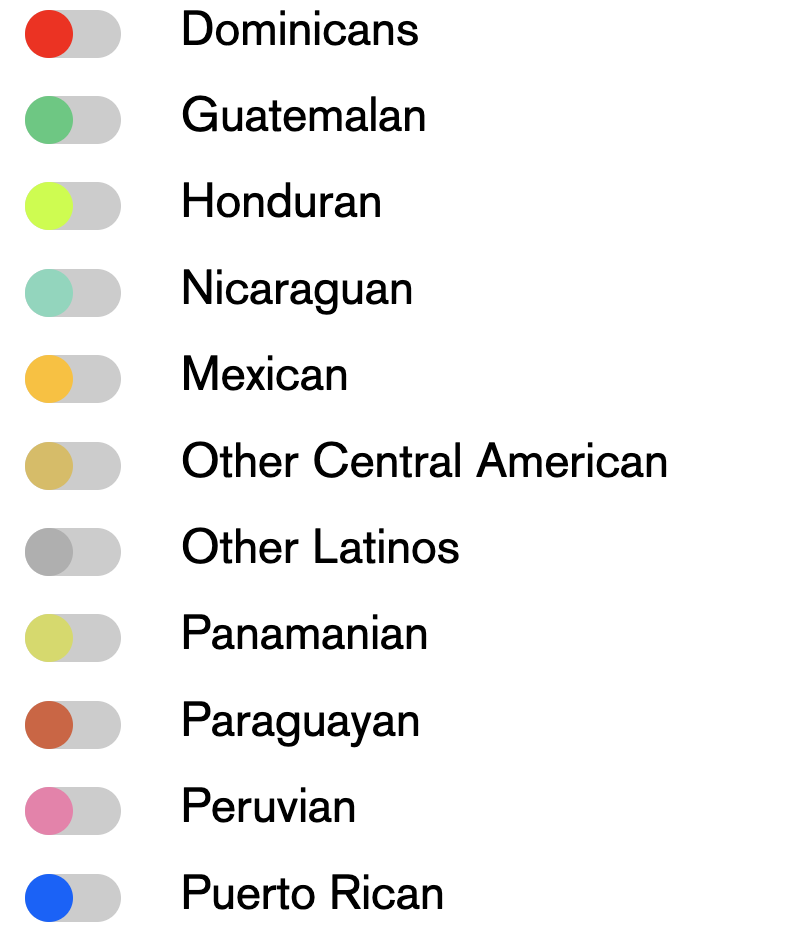 Dominicans
Guatemalan
Honduran
Nicaraguan
Mexican
Other Central American
Other Latinos
Panamanian
Paraguayan
Peruvian
Puerto Rican